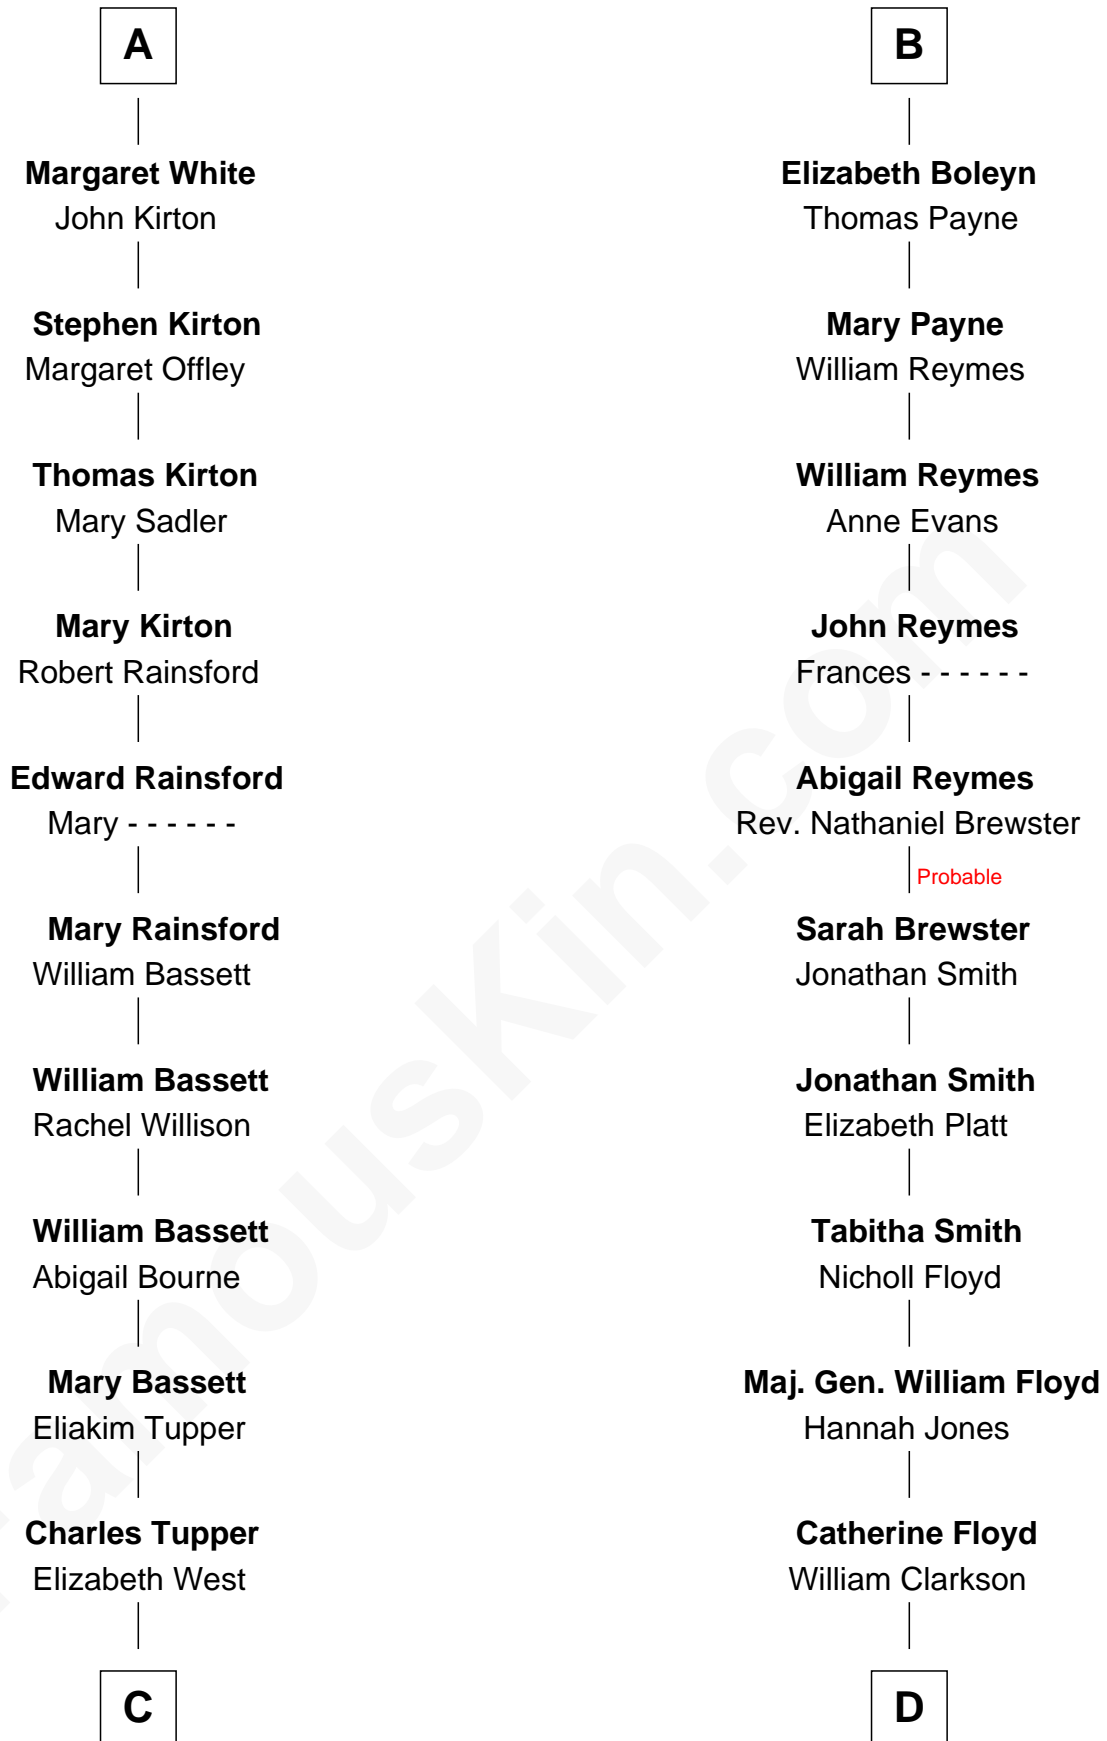 A
Margaret White
John Kirton
Stephen Kirton
Margaret Offley
Thomas Kirton
Mary Sadler
Mary Kirton
Robert Rainsford
Edward Rainsford
Mary - - - - - -
Mary Rainsford
William Bassett
William Bassett
Rachel Willison
William Bassett
Abigail Bourne
Mary Bassett
Eliakim Tupper
Charles Tupper
Elizabeth West
C
B
Elizabeth Boleyn
Thomas Payne
Mary Payne
William Reymes
William Reymes
Anne Evans
John Reymes
Frances - - - - - -
Abigail Reymes
Rev. Nathaniel Brewster
Probable
Sarah Brewster
Jonathan Smith
Jonathan Smith
Elizabeth Platt
Tabitha Smith
Nicholl Floyd
Maj. Gen. William Floyd
Hannah Jones
Catherine Floyd
William Clarkson
D
FamousKin.com